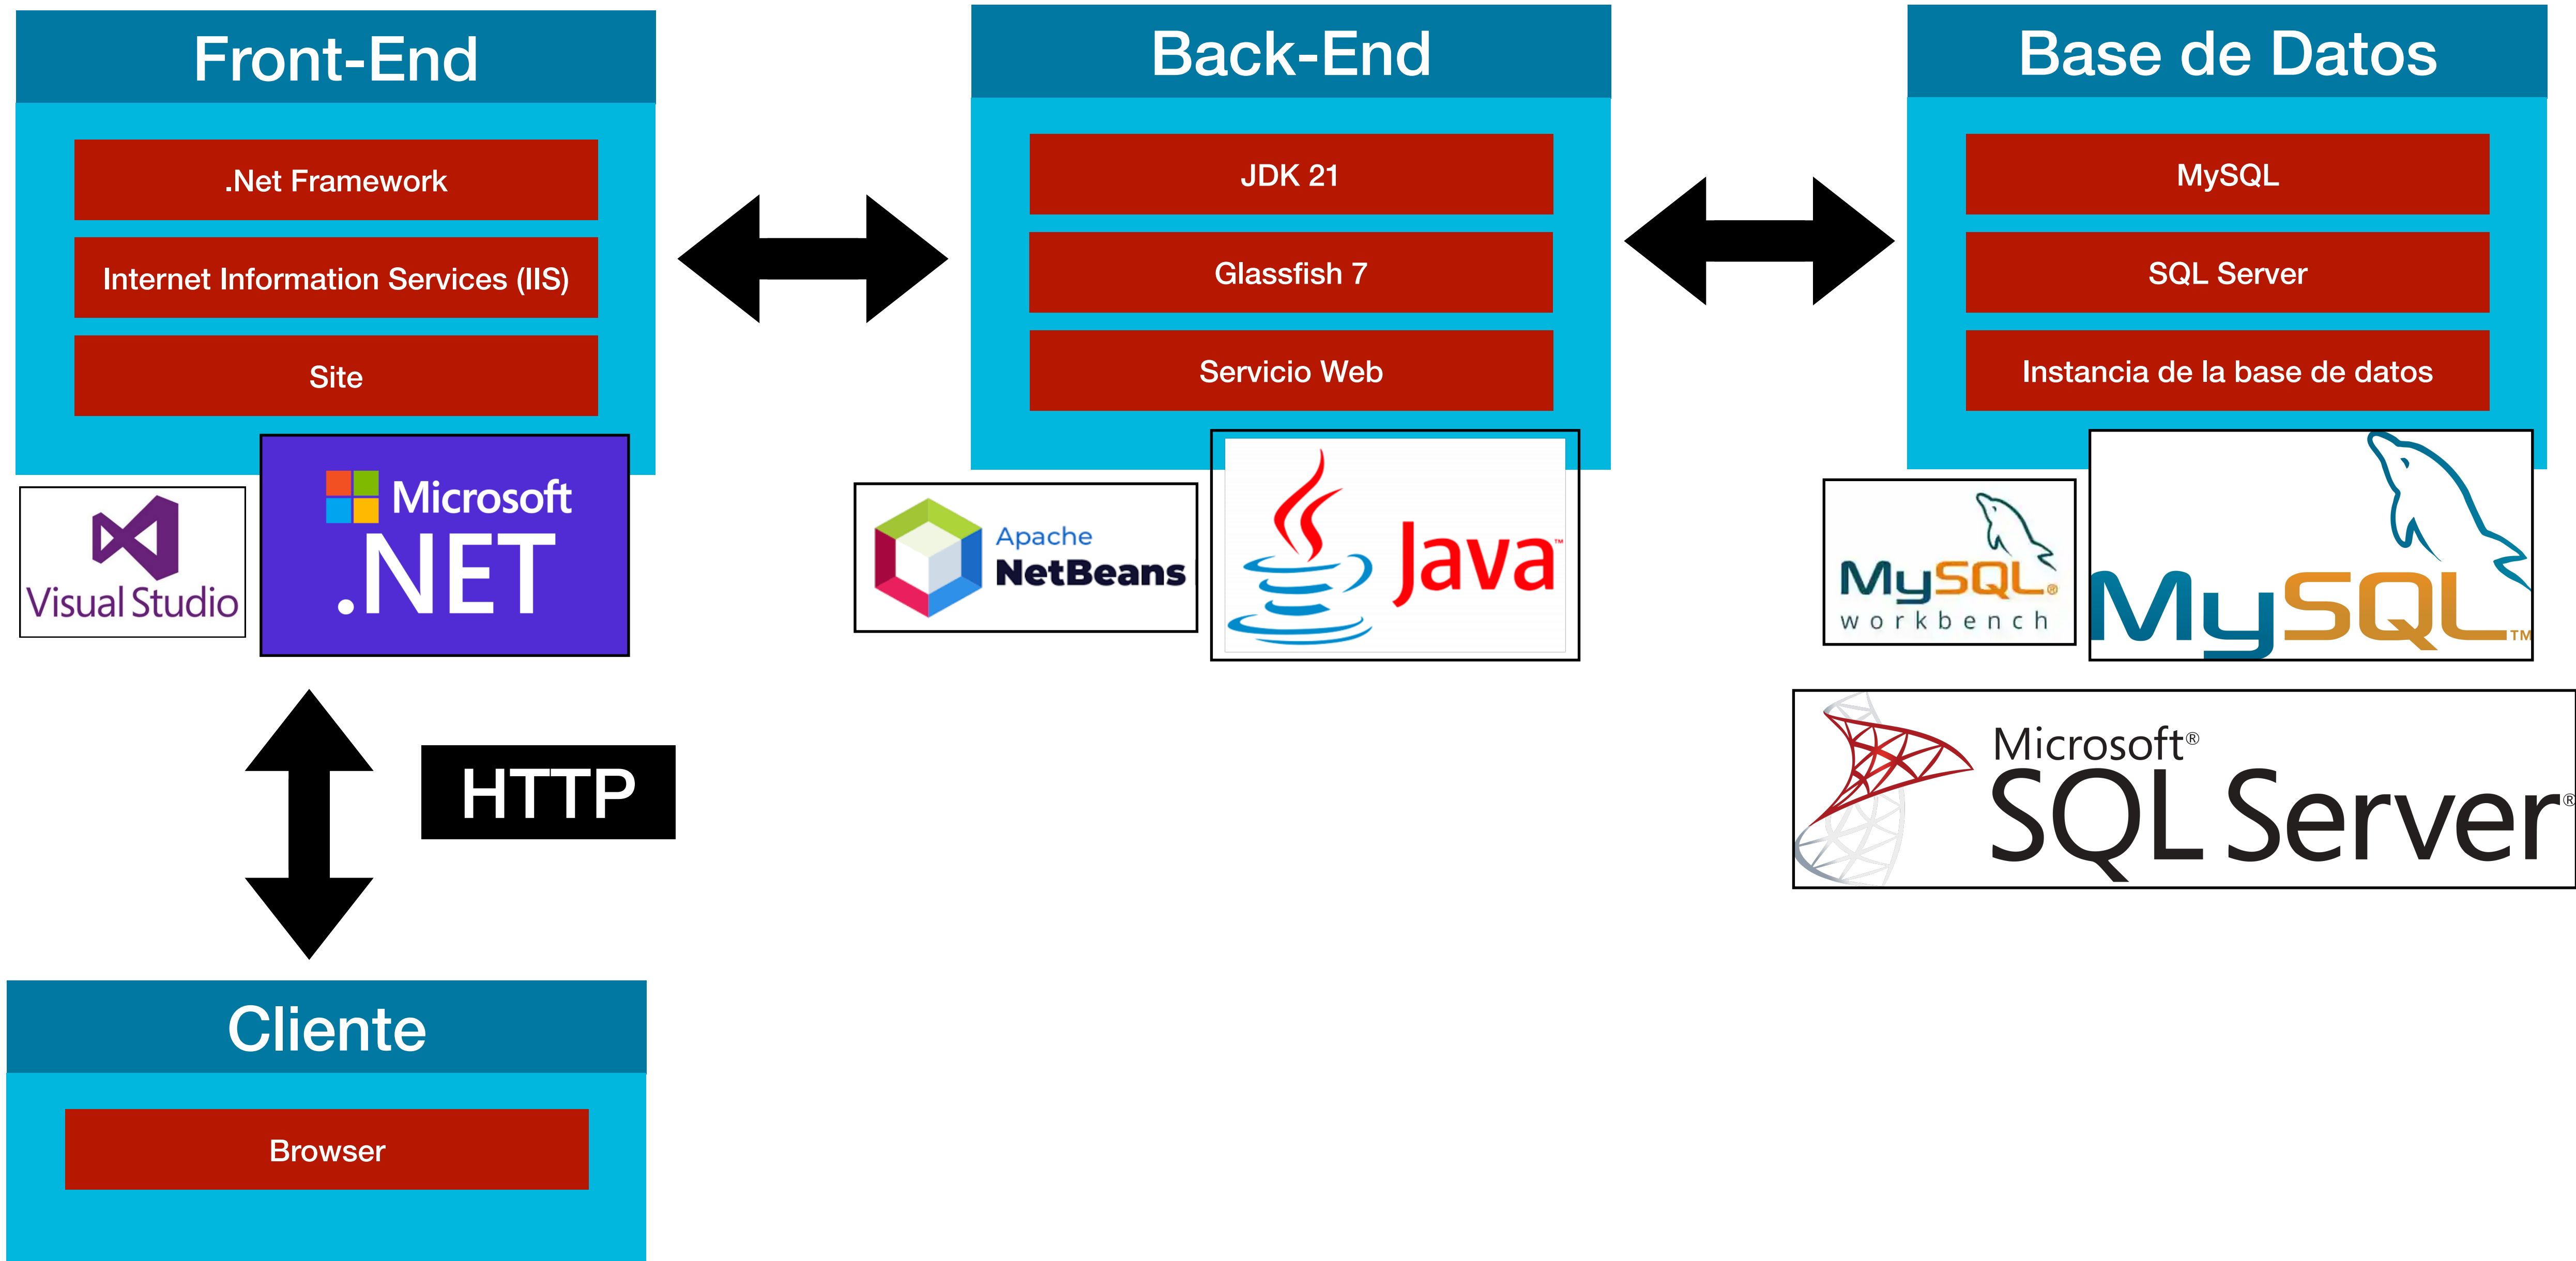 Front-End
.Net Framework
Internet Information Services (IIS)
Site
Visual Studio
Microsoft
.NET
Back-End
JDK 21
Glassfish 7
Servicio Web
Apache
NetBeans
Java™
Base de Datos
MySQL
SQL Server
Instancia de la base de datos
MySQL®
workbench
MySQL™
Microsoft®
SQL Server®
HTTP
Cliente
Browser